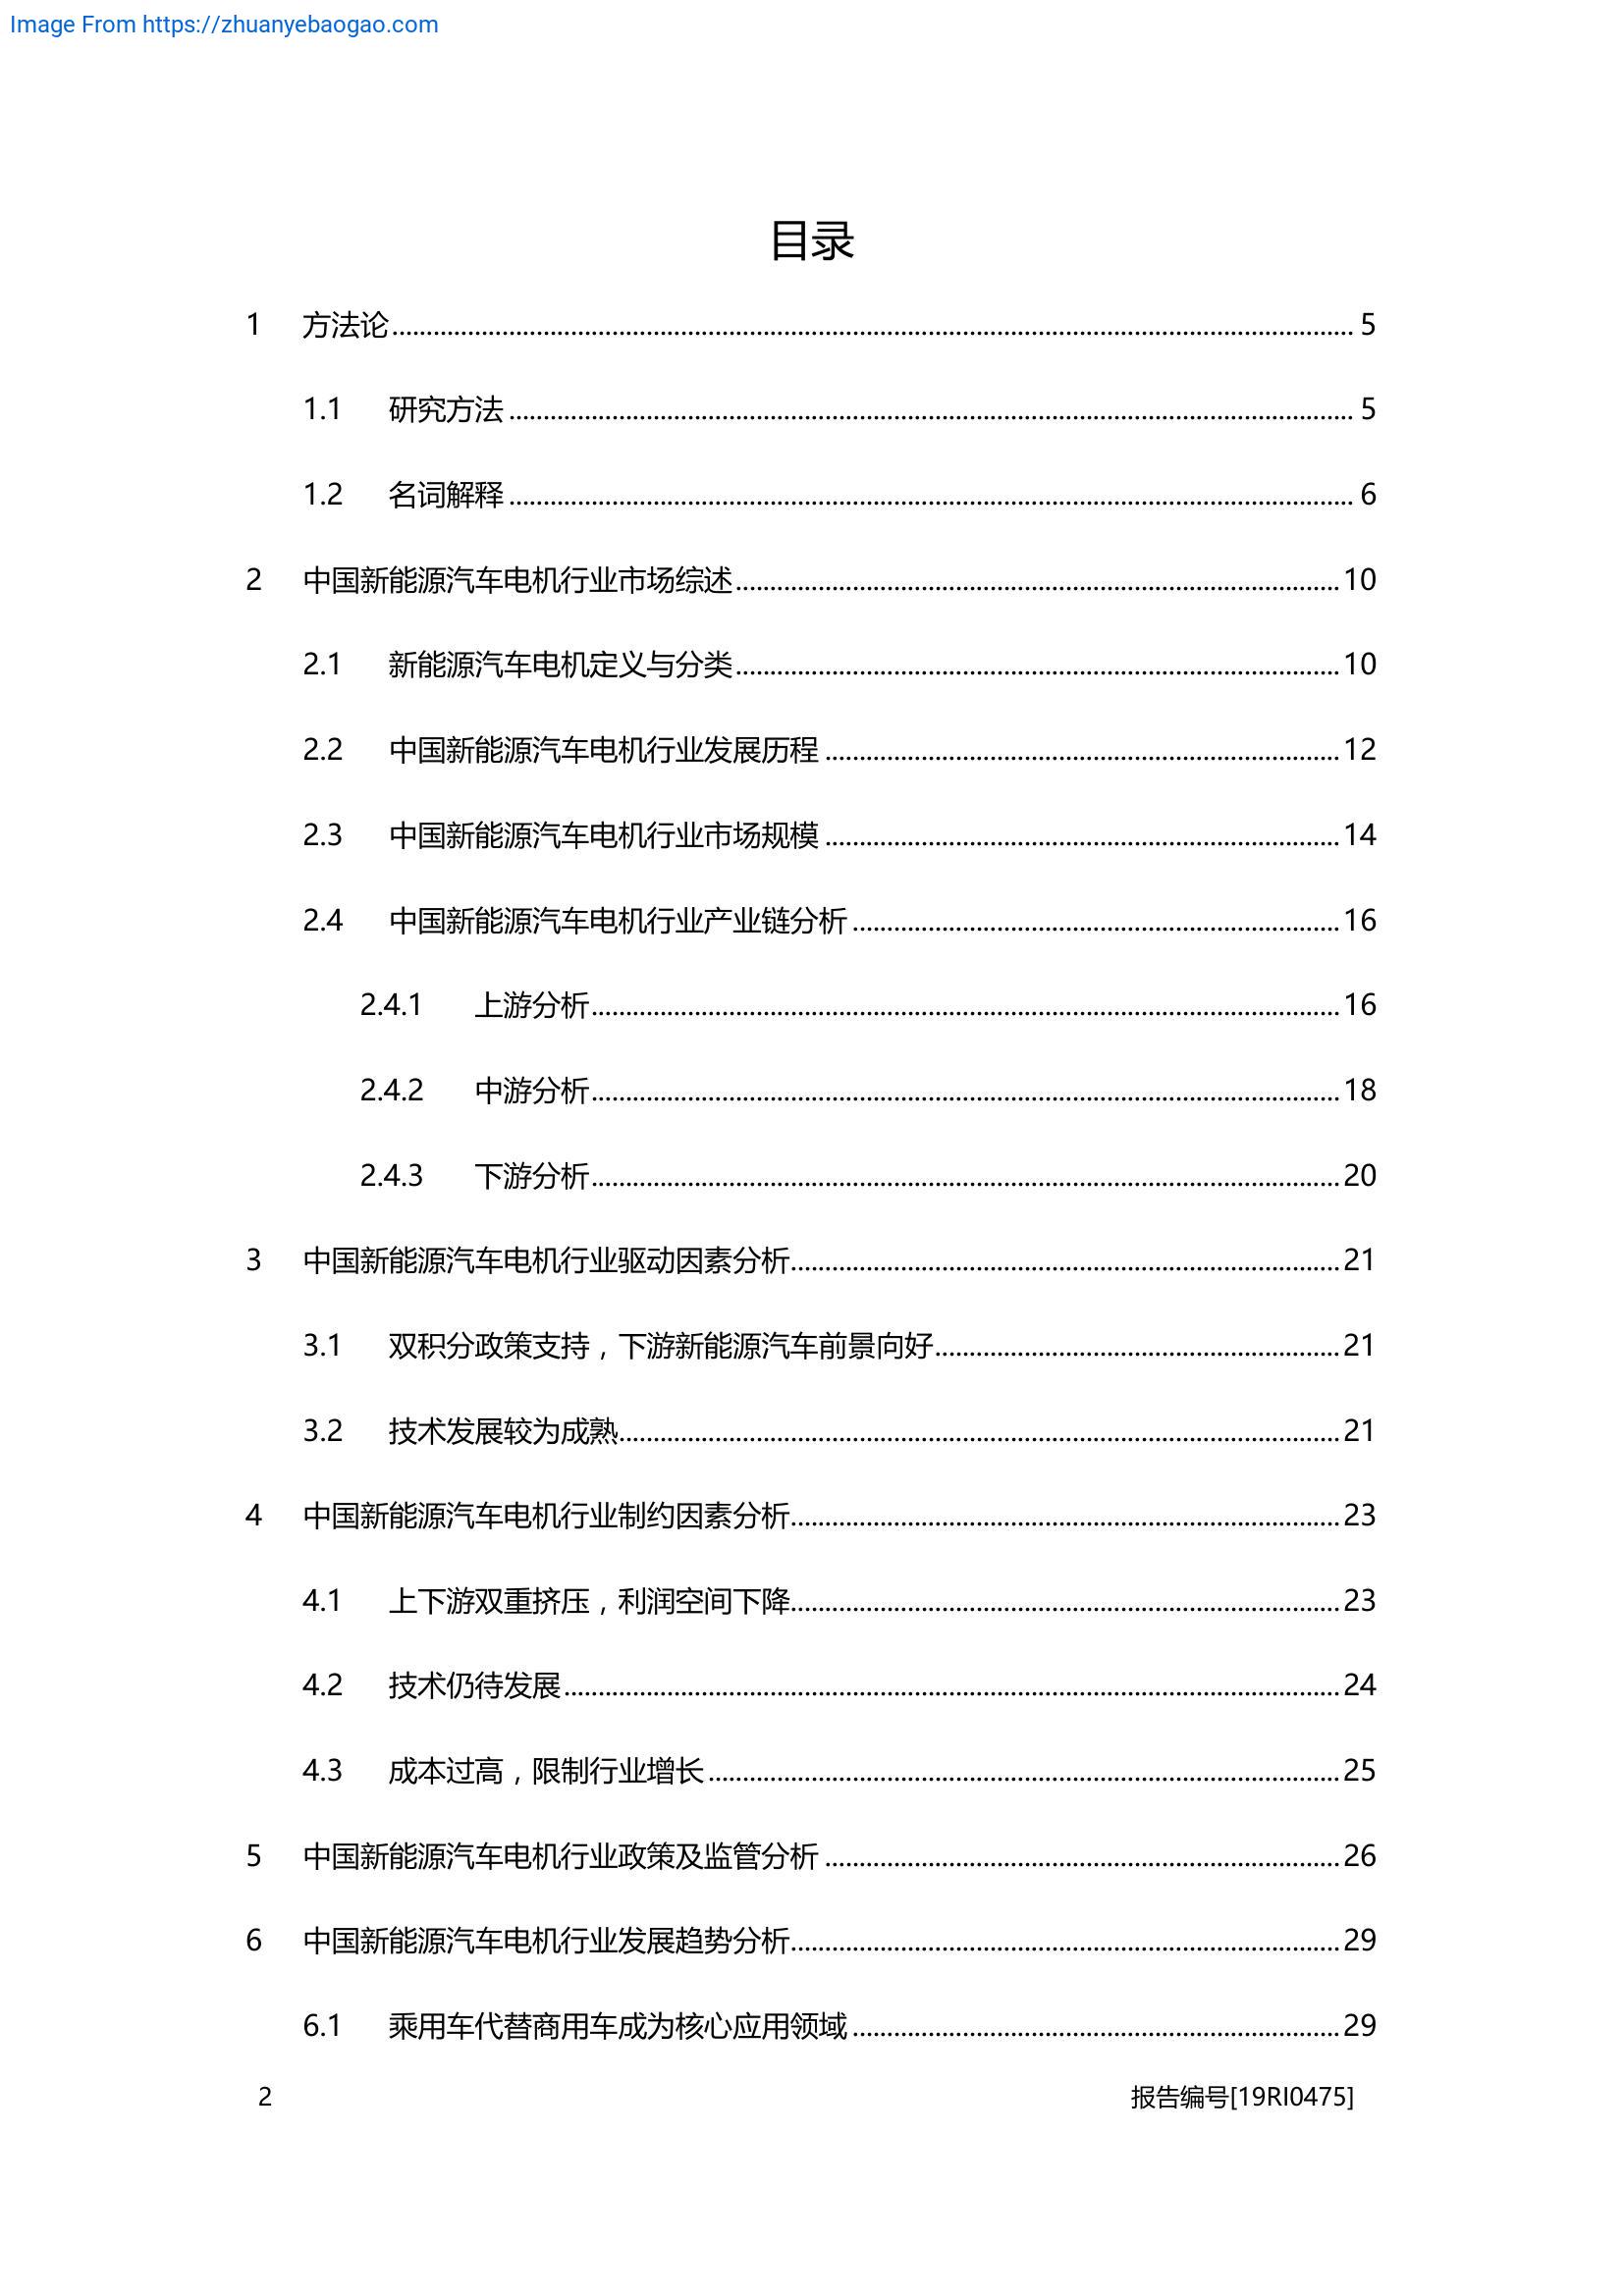 Image From https://zhuanyebaogao.com
目录
1 方法论 5
1.1 研究方法 5
1.2 名词解释 6
2 中国新能源汽车电机行业市场综述 10
2.1 新能源汽车电机定义与分类 10
2.2 中国新能源汽车电机行业发展历程 12
2.3 中国新能源汽车电机行业市场规模 14
2.4 中国新能源汽车电机行业产业链分析 16
2.4.1 上游分析 16
2.4.2 中游分析 18
2.4.3 下游分析 20
3 中国新能源汽车电机行业驱动因素分析 21
3.1 双积分政策支持，下游新能源汽车前景向好 21
3.2 技术发展较为成熟 21
4 中国新能源汽车电机行业制约因素分析 23
4.1 上下游双重挤压，利润空间下降 23
4.2 技术仍待发展 24
4.3 成本过高，限制行业增长 25
5 中国新能源汽车电机行业政策及监管分析 26
6 中国新能源汽车电机行业发展趋势分析 29
6.1 乘用车代替商用车成为核心应用领域 29
2 报告编号[19RI0475]